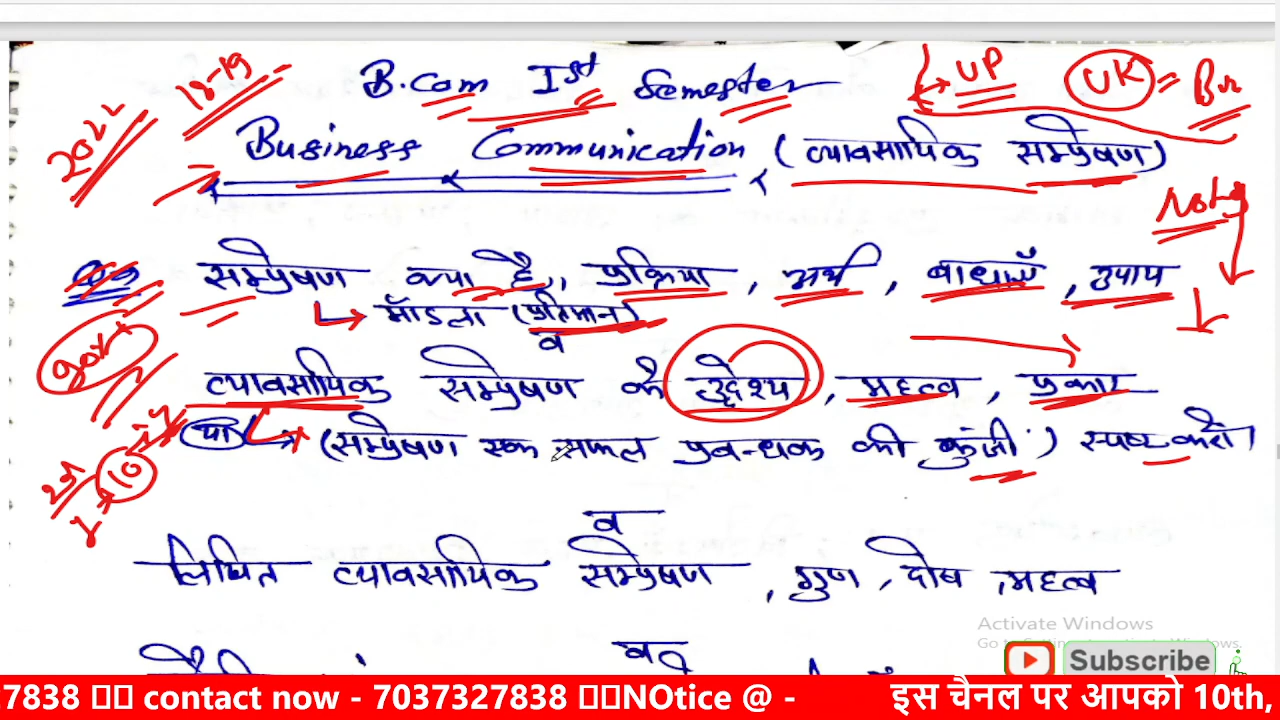 2022
18-19
B.Com Ist Semester
UP
UK =
Business Communication (व्यावसायिक सम्प्रेषण)
Notes
सम्प्रेषण क्या है, प्रक्रिया, अर्थ, बाधाएँ, उपाय
मॉडल (प्रतिमान)
व
व्यावसायिक सम्प्रेषण के उद्देश्य, महत्व, प्रकार
या (सम्प्रेषण एक सफल प्रबन्धक की कुंजी) स्पष्ट करो।
10
व
लिखित व्यावसायिक सम्प्रेषण, गुण, दोष, महत्व
व
Activate Windows
Subscribe
7838 contact now - 7037327838 NOtice @ - इस चैनल पर आपको 10th,